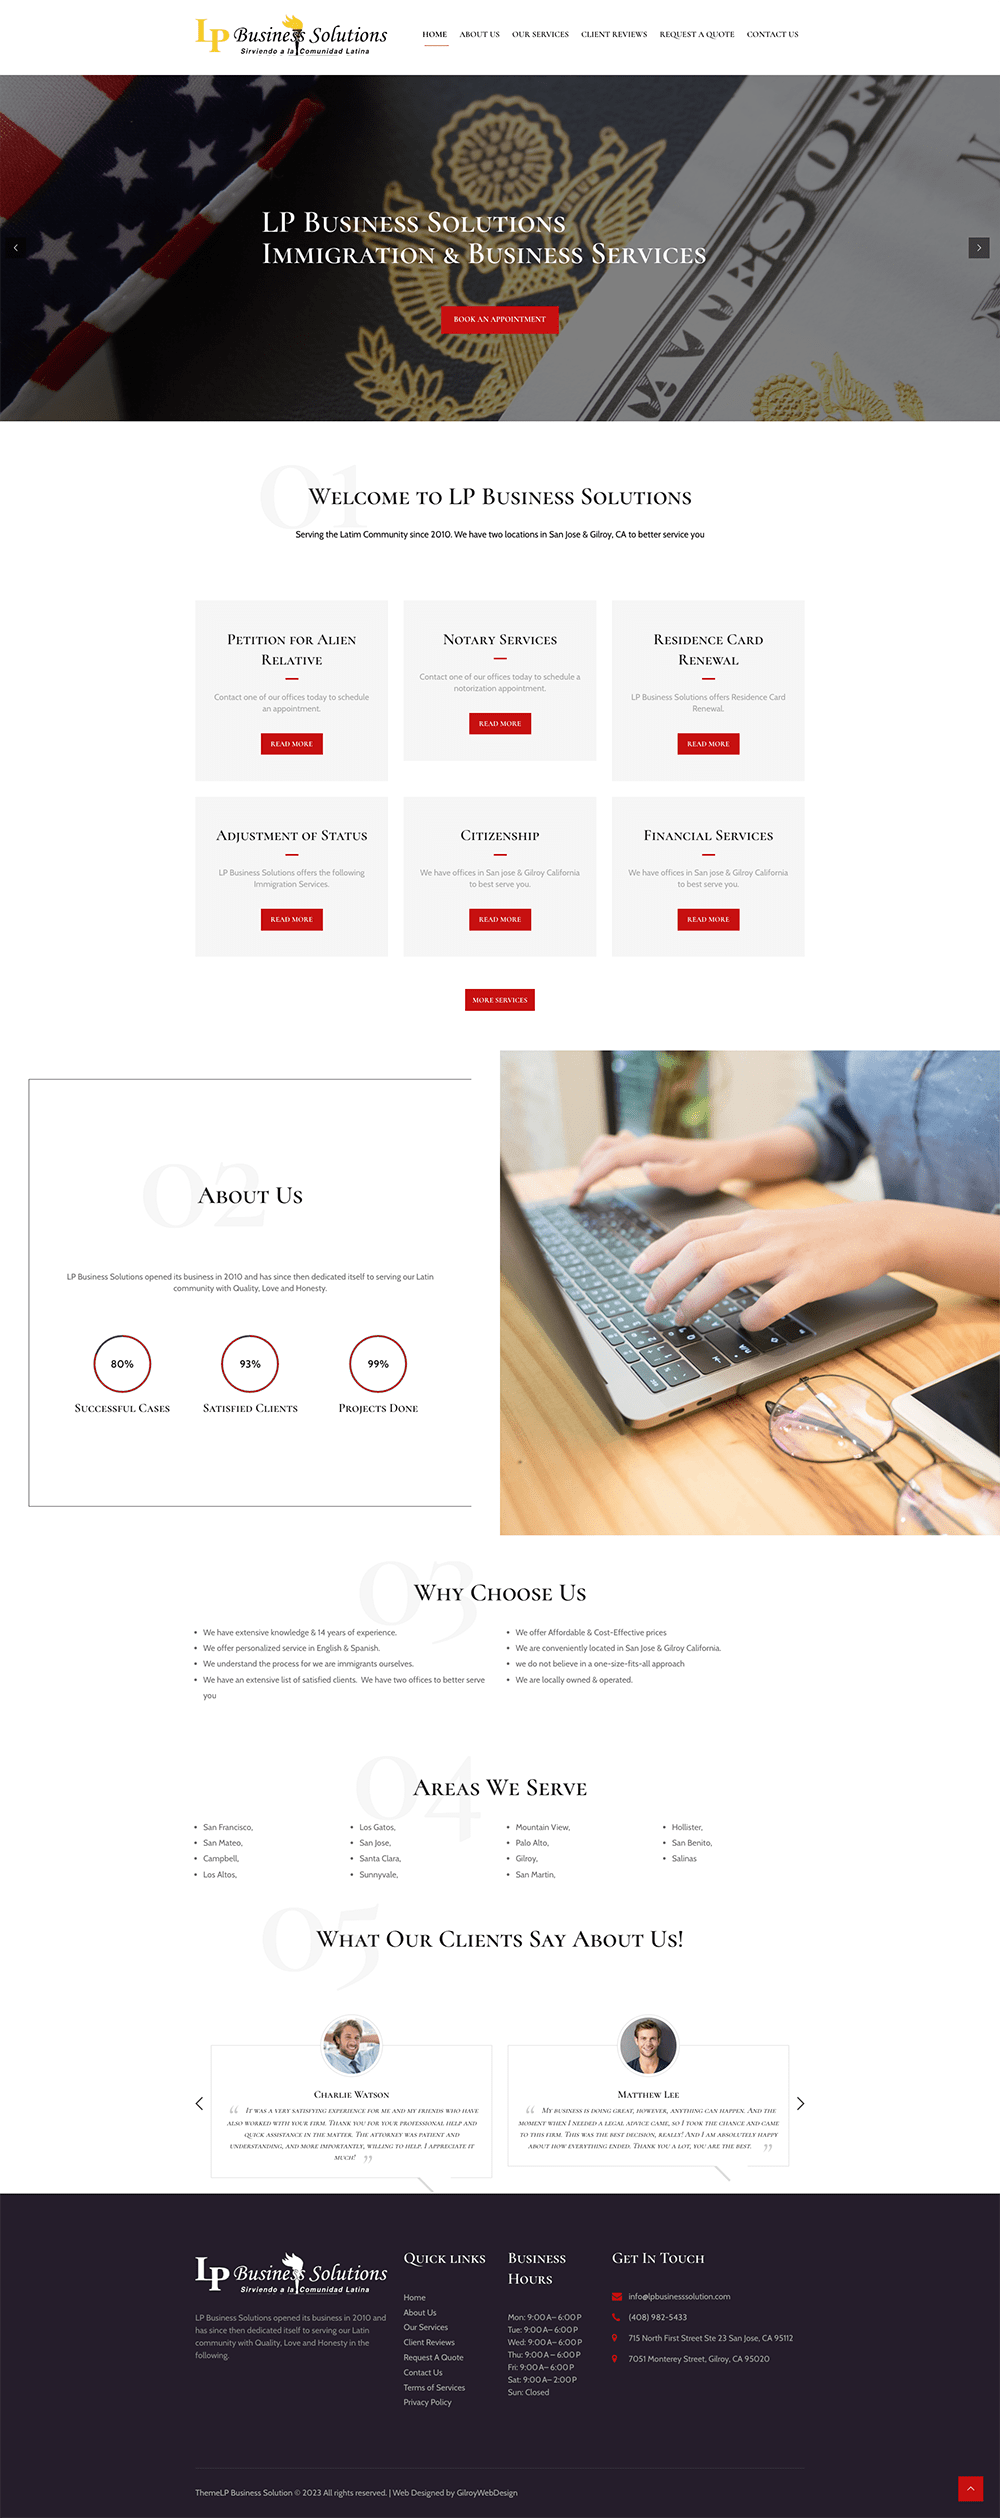 LP Business Solutions
Sirviendo a la Comunidad Latina
HOME ABOUT US OUR SERVICES CLIENT REVIEWS REQUEST A QUOTE CONTACT US
AMERICA
LP Business Solutions
Immigration & Business Services
BOOK AN APPOINTMENT
01
Welcome to LP Business Solutions
Serving the Latim Community since 2010. We have two locations in San Jose & Gilroy, CA to better service you
Petition for Alien
Relative
Contact one of our offices today to schedule
an appointment.
READ MORE
Notary Services
Contact one of our offices today to schedule a
notorization appointment.
READ MORE
Residence Card
Renewal
LP Business Solutions offers Residence Card
Renewal.
READ MORE
Adjustment of Status
LP Business Solutions offers the following
Immigration Services.
READ MORE
Citizenship
We have offices in San jose & Gilroy California
to best serve you.
READ MORE
Financial Services
We have offices in San jose & Gilroy California
to best serve you.
READ MORE
MORE SERVICES
02
About Us
LP Business Solutions opened its business in 2010 and has since then dedicated itself to serving our Latin
community with Quality, Love and Honesty.
80%
Successful Cases
93%
Satisfied Clients
99%
Projects Done
03
Why Choose Us
• We have extensive knowledge & 14 years of experience.
• We offer personalized service in English & Spanish.
• We understand the process for we are immigrants ourselves.
• We have an extensive list of satisfied clients. We have two offices to better serve
you
• We offer Affordable & Cost-Effective prices
• We are conveniently located in San Jose & Gilroy California.
• we do not believe in a one-size-fits-all approach
• We are locally owned & operated.
04
Areas We Serve
• San Francisco,
• San Mateo,
• Campbell,
• Los Altos,
• Los Gatos,
• San Jose,
• Santa Clara,
• Sunnyvale,
• Mountain View,
• Palo Alto,
• Gilroy,
• San Martin,
• Hollister,
• San Benito,
• Salinas
05
What Our Clients Say About Us!
Charlie Watson
“ It was a very satisfying experience for me and my friends who have
also worked with your firm. Thank you for your professional help and
quick assistance in the matter. The attorney was patient and
understanding, and more importantly, willing to help. I appreciate it
much! ”
Matthew Lee
“ My business is doing great, however, anything can happen. And the
moment when I needed a legal advice came, so I took the chance and came
to this firm. This was the best decision, really! And I am absolutely happy
about how everything ended. Thank you a lot, you are the best. ”
LP Business Solutions
Sirviendo a la Comunidad Latina
LP Business Solutions opened its business in 2010 and
has since then dedicated itself to serving our Latin
community with Quality, Love and Honesty in the
following.
Quick links
Home
About Us
Our Services
Client Reviews
Request A Quote
Contact Us
Terms of Services
Privacy Policy
Business
Hours
Mon: 9:00 A– 6:00 P
Tue: 9:00 A– 6:00 P
Wed: 9:00 A– 6:00 P
Thu: 9:00 A – 6:00 P
Fri: 9:00 A– 6:00 P
Sat: 9:00 A– 2:00 P
Sun: Closed
Get In Touch
info@lpbusinesssolution.com
(408) 982-5433
715 North First Street Ste 23 San Jose, CA 95112
7051 Monterey Street, Gilroy, CA 95020
ThemeLP Business Solution © 2023 All rights reserved. | Web Designed by GilroyWebDesign